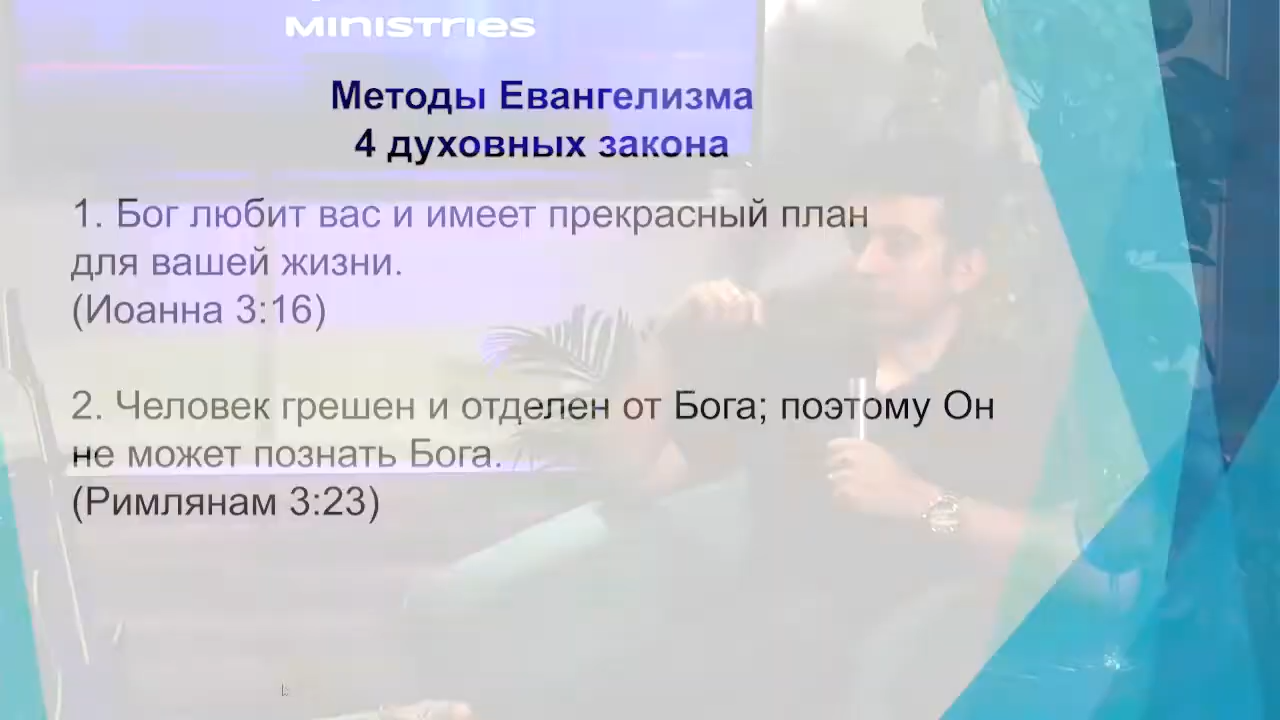 MINISTRIES
Методы Евангелизма
4 духовных закона
1. Бог любит вас и имеет прекрасный план
для вашей жизни.
(Иоанна 3:16)
2. Человек грешен и отделен от Бога; поэтому Он
не может познать Бога.
(Римлянам 3:23)